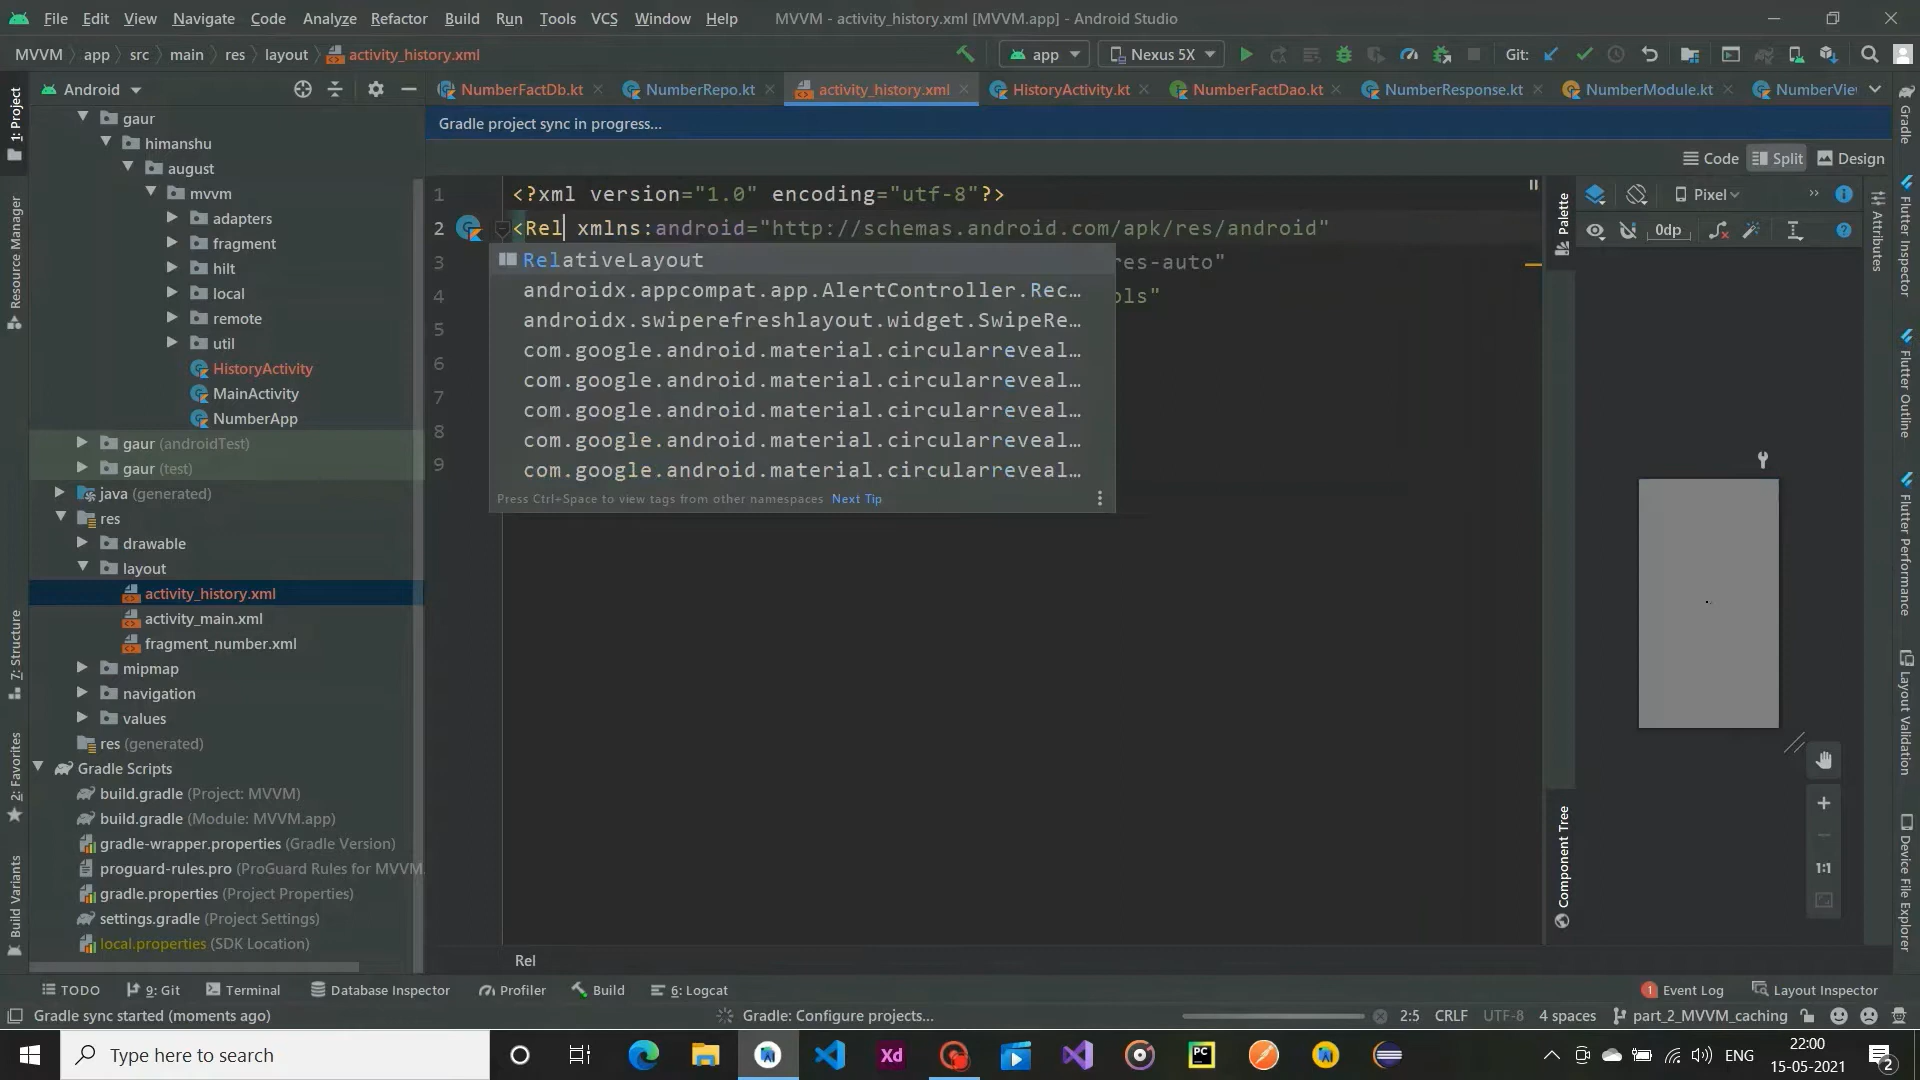 File Edit View Navigate Code Analyze Refactor Build Run Tools VCS Window Help MVVM - activity_history.xml [MVVM.app] - Android Studio
MVVM app src main res layout activity_history.xml app Nexus 5X Git:
Android NumberFactDb.kt NumberRepo.kt activity_history.xml HistoryActivity.kt NumberFactDao.kt NumberResponse.kt NumberModule.kt NumberVie
Gradle project sync in progress...
Code Split Design
gaur
himanshu
august
mvvm
adapters
fragment
hilt
local
remote
util
HistoryActivity
MainActivity
NumberApp
gaur (androidTest)
gaur (test)
java (generated)
res
drawable
layout
activity_history.xml
activity_main.xml
fragment_number.xml
mipmap
navigation
values
res (generated)
Gradle Scripts
build.gradle (Project: MVVM)
build.gradle (Module: MVVM.app)
gradle-wrapper.properties (Gradle Version)
proguard-rules.pro (ProGuard Rules for MVVM.
gradle.properties (Project Properties)
settings.gradle (Project Settings)
local.properties (SDK Location)
1 <?xml version="1.0" encoding="utf-8"?>
2 <Rel xmlns:android="http://schemas.android.com/apk/res/android"
3 res-auto"
4 ols"
5
6
7
8
9
RelativeLayout
androidx.appcompat.app.AlertController.Rec…
androidx.swiperefreshlayout.widget.SwipeRe…
com.google.android.material.circularreveal…
com.google.android.material.circularreveal…
com.google.android.material.circularreveal…
com.google.android.material.circularreveal…
com.google.android.material.circularreveal…
Press Ctrl+Space to view tags from other namespaces Next Tip
Rel
Pixel
0dp
1:1
Palette
Component Tree
Attributes
1: Project
Resource Manager
7: Structure
2: Favorites
Build Variants
Gradle
Flutter Inspector
Flutter Outline
Flutter Performance
Layout Validation
Device File Explorer
TODO 9: Git Terminal Database Inspector Profiler Build 6: Logcat 1 Event Log Layout Inspector
Gradle sync started (moments ago) Gradle: Configure projects... 2:5 CRLF UTF-8 4 spaces part_2_MVVM_caching
Type here to search Xd PC ENG 22:00
15-05-2021 2